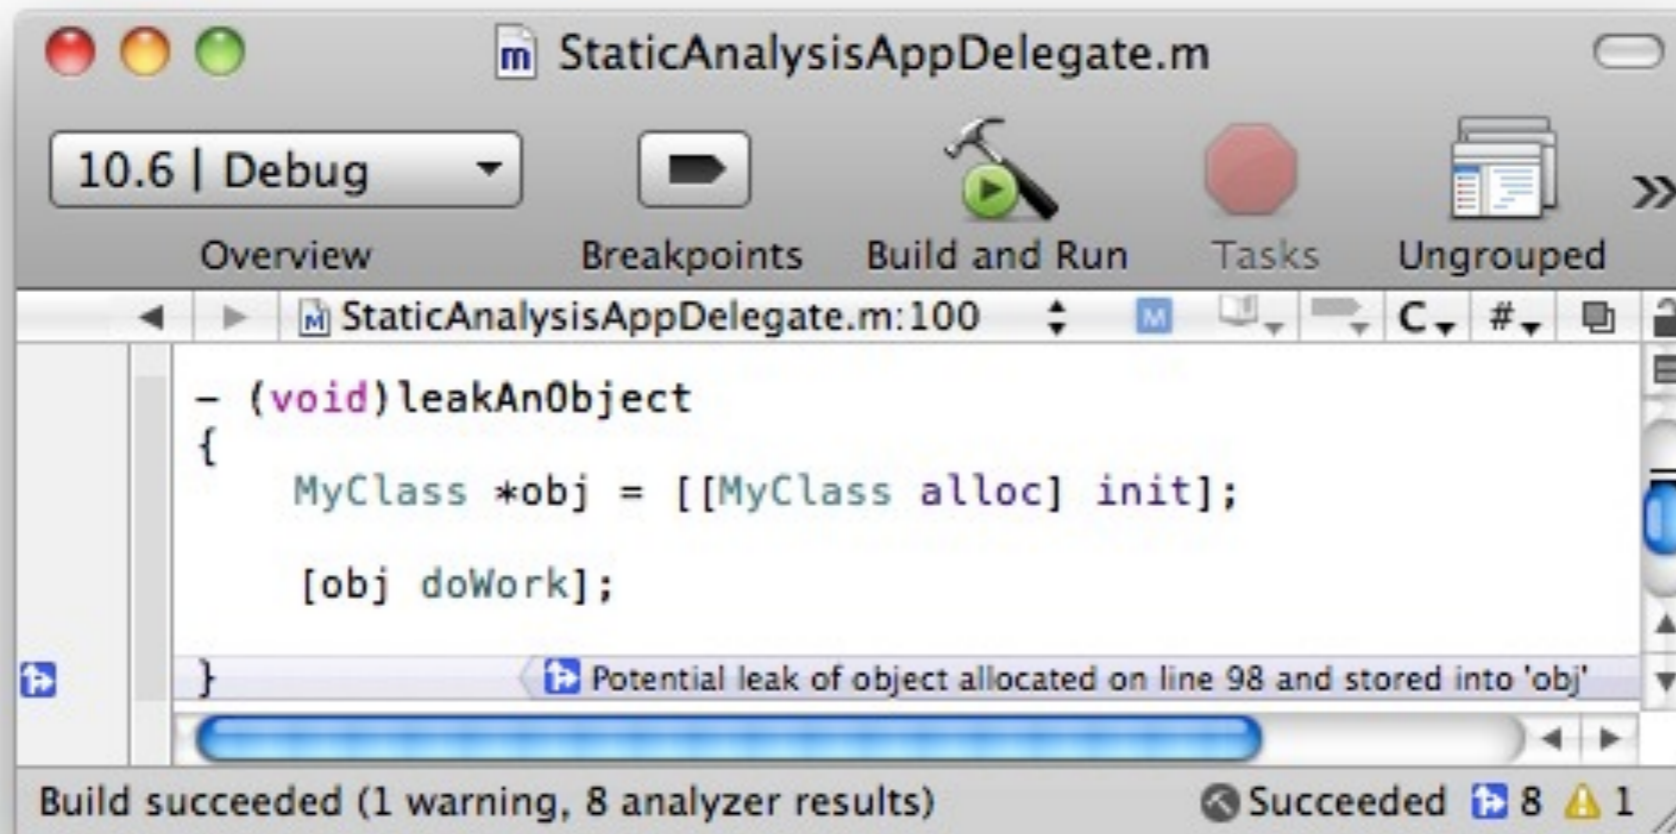 m StaticAnalysisAppDelegate.m
10.6 | Debug
Overview Breakpoints Build and Run Tasks Ungrouped
M StaticAnalysisAppDelegate.m:100 M C #
- (void)leakAnObject
{
MyClass *obj = [[MyClass alloc] init];
[obj doWork];
} Potential leak of object allocated on line 98 and stored into 'obj'
Build succeeded (1 warning, 8 analyzer results) Succeeded 8 1